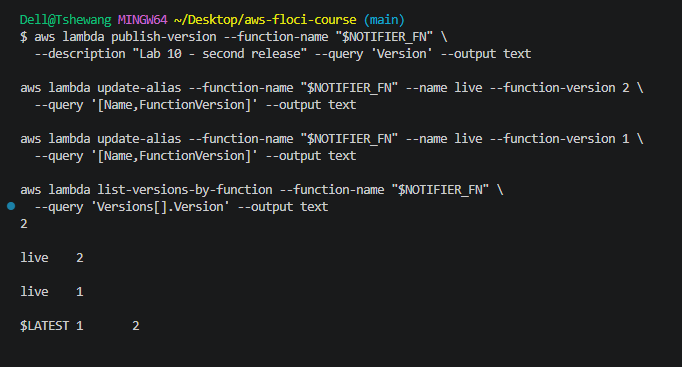 Dell@Tshewang MINGW64 ~/Desktop/aws-floci-course (main)
$ aws lambda publish-version --function-name "$NOTIFIER_FN" \
  --description "Lab 10 - second release" --query 'Version' --output text

aws lambda update-alias --function-name "$NOTIFIER_FN" --name live --function-version 2 \
  --query '[Name,FunctionVersion]' --output text

aws lambda update-alias --function-name "$NOTIFIER_FN" --name live --function-version 1 \
  --query '[Name,FunctionVersion]' --output text

aws lambda list-versions-by-function --function-name "$NOTIFIER_FN" \
  --query 'Versions[].Version' --output text
2

live    2

live    1

$LATEST 1       2